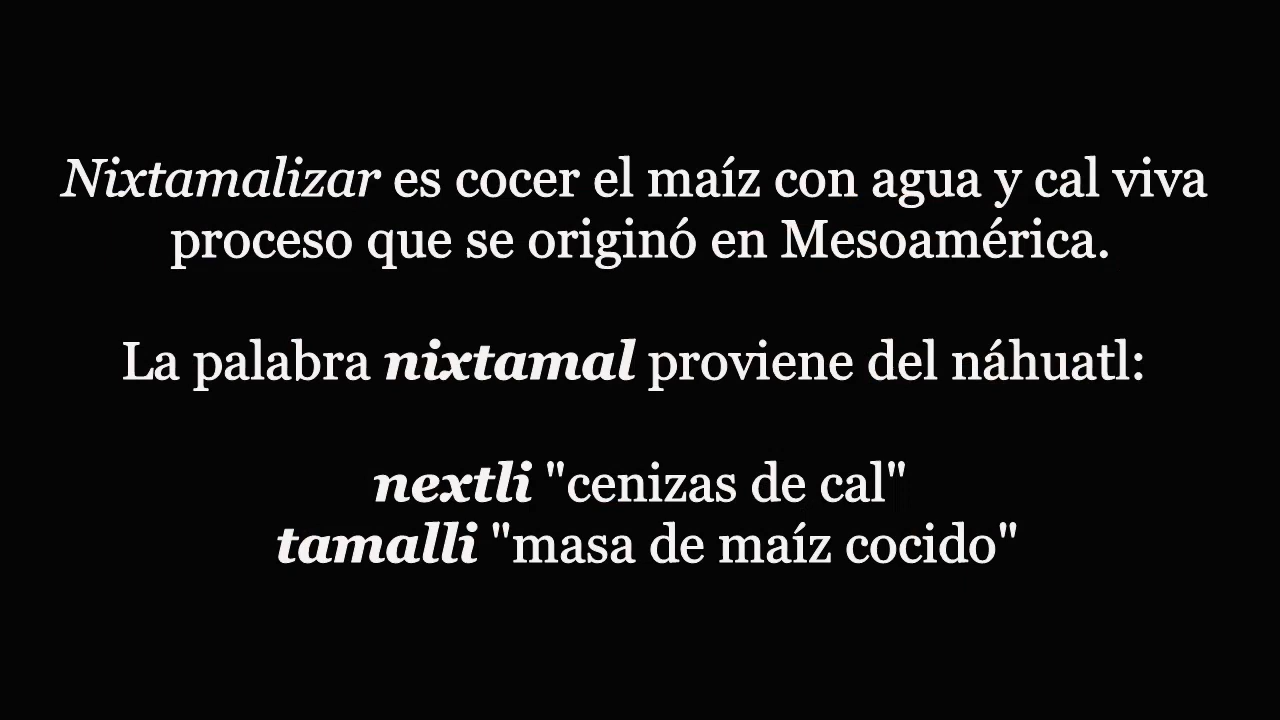 Nixtamalizar es cocer el maíz con agua y cal viva
proceso que se originó en Mesoamérica.
La palabra nixtamal proviene del náhuatl:
nextli "cenizas de cal"
tamalli "masa de maíz cocido"